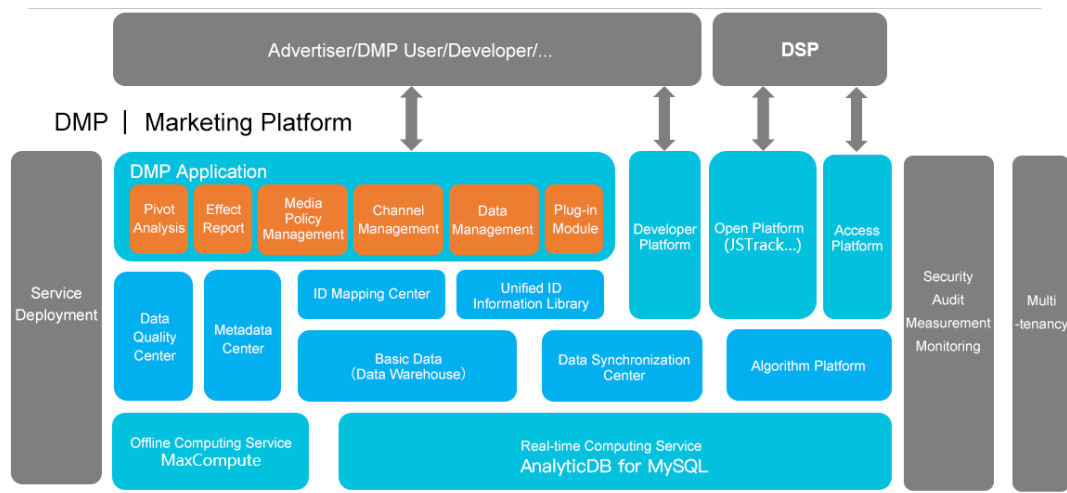 Advertiser/DMP User/Developer/...
DSP
DMP | Marketing Platform
Service
Deployment
DMP Application
Pivot
Analysis
Effect
Report
Media
Policy
Management
Channel
Management
Data
Management
Plug-in
Module
Developer
Platform
Open Platform
(JSTrack...)
Access
Platform
Security
Audit
Measurement
Monitoring
Multi
-tenancy
Data
Quality
Center
Metadata
Center
ID Mapping Center
Unified ID
Information Library
Basic Data
(Data Warehouse)
Data Synchronization
Center
Algorithm Platform
Offline Computing Service
MaxCompute
Real-time Computing Service
AnalyticDB for MySQL